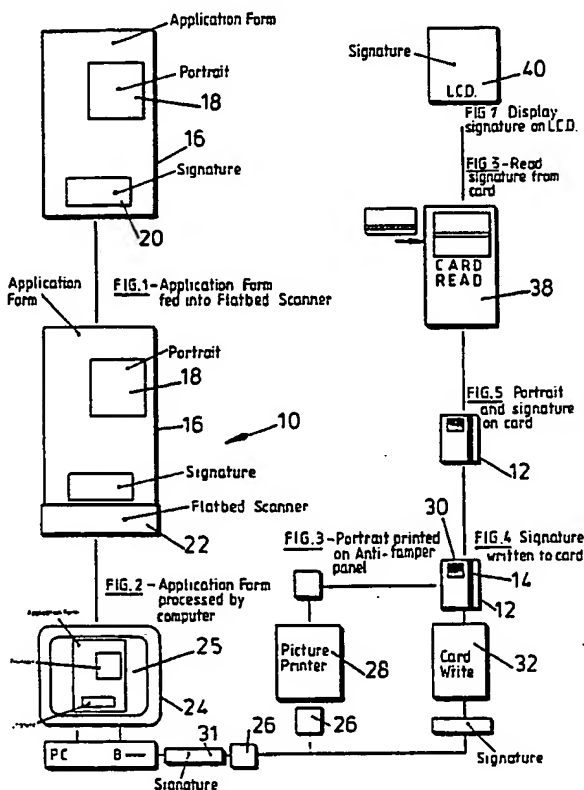 Application Form
Portrait
18
16
Signature
20
FIG.1-Application Form
fed into Flatbed Scanner
Application
Form
Portrait
18
16
10
Signature
Flatbed Scanner
22
FIG.2-Application Form
processed by
computer
Application Form
25
24
PC B
31
Signature
26
26
FIG.3-Portrait printed
on Anti-tamper
panel
Picture
Printer
28
Signature
L.C.D.
40
FIG 7 Display
signature on L.C.D.
Read
signature from
card
CARD
READ
38
FIG.5 Portrait
and signature
on card
12
30
FIG.4 Signature
written to card
14
12
Card
Write
32
Signature